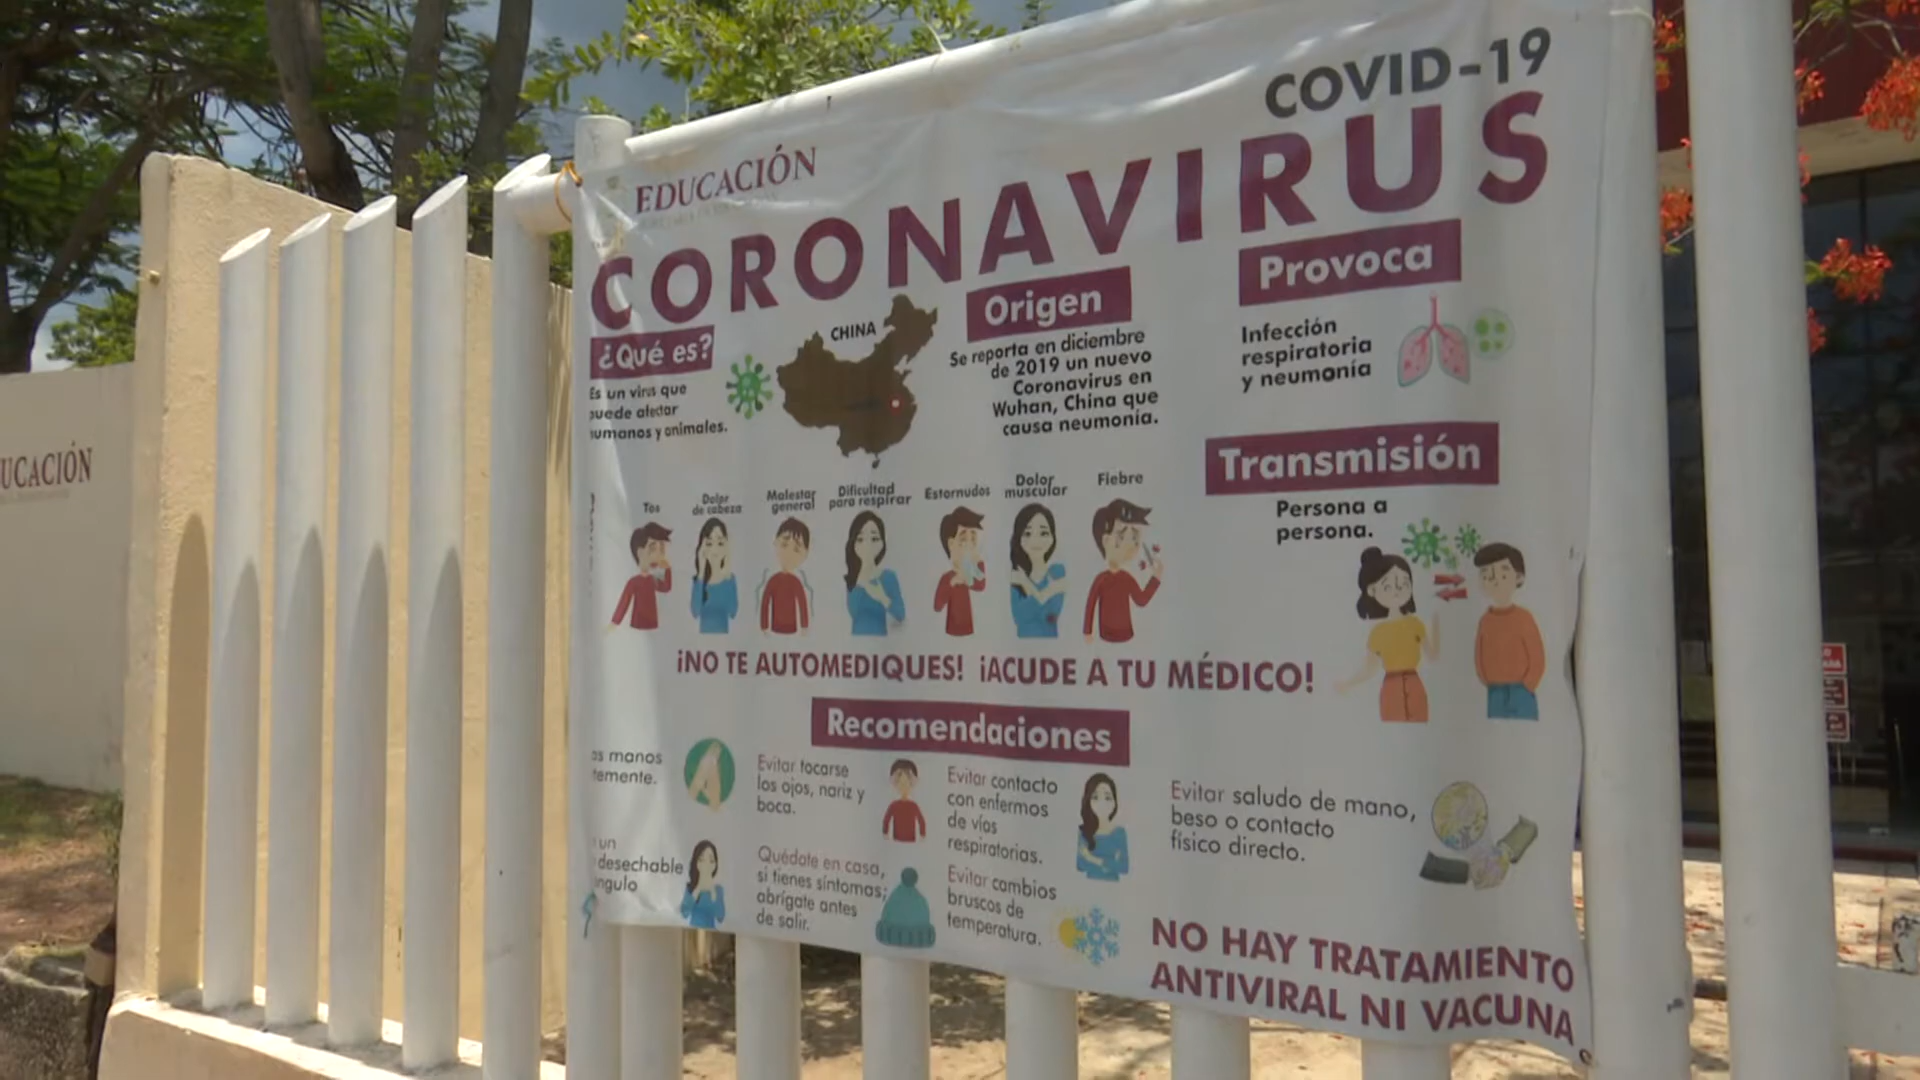 UCACIÓN
EDUCACIÓN
COVID-19
CORONAVIRUS
¿Qué es?
Es un virus que
puede afectar
humanos y animales.
CHINA
Origen
Se reporta en diciembre
de 2019 un nuevo
Coronavirus en
Wuhan, China que
causa neumonía.
Provoca
Infección
respiratoria
y neumonía
Transmisión
Persona a
persona.
Tos
Dolor
de cabeza
Malestar
general
Dificultad
para respirar
Estornudos
Dolor
muscular
Fiebre
¡NO TE AUTOMEDIQUES! ¡ACUDE A TU MÉDICO!
Recomendaciones
as manos
temente.
un
desechable
ngulo
Evitar tocarse
los ojos, nariz y
boca.
Quédate en casa,
si tienes síntomas;
abrígate antes
de salir.
Evitar contacto
con enfermos
de vías
respiratorias.
Evitar cambios
bruscos de
temperatura.
Evitar saludo de mano,
beso o contacto
físico directo.
NO HAY TRATAMIENTO
ANTIVIRAL NI VACUNA